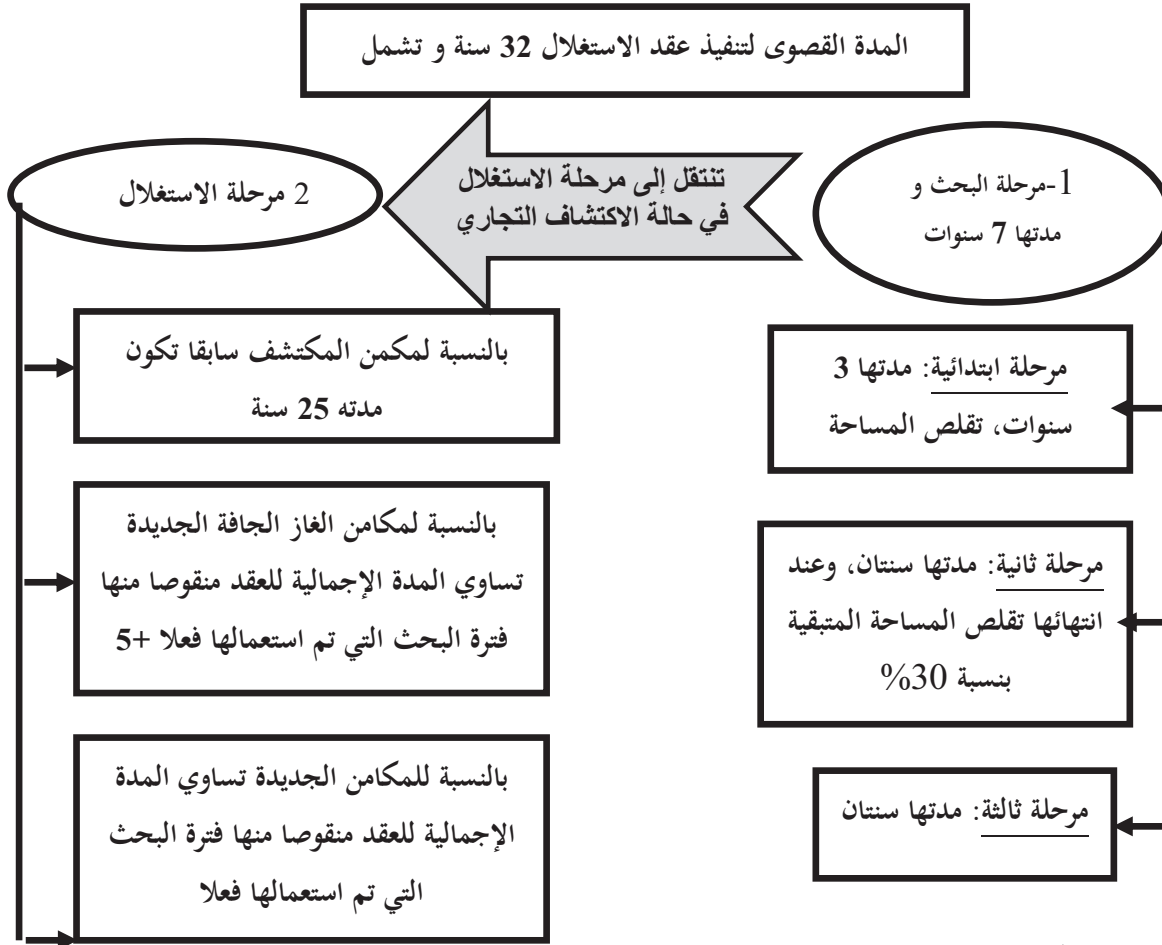 المدة القصوى لتنفيذ عقد الاستغلال 32 سنة و تشمل
1-مرحلة البحث و
مدتها 7 سنوات
تنتقل إلى مرحلة الاستغلال
في حالة الاكتشاف التجاري
2 مرحلة الاستغلال
مرحلة ابتدائية: مدتها 3
سنوات، تقلص المساحة
مرحلة ثانية: مدتها سنتان، وعند
انتهائها تقلص المساحة المتبقية
بنسبة 30%
مرحلة ثالثة: مدتها سنتان
بالنسبة لمكمن المكتشف سابقا تكون
مدته 25 سنة
بالنسبة لمكامن الغاز الجافة الجديدة
تساوي المدة الإجمالية للعقد منقوصا منها
فترة البحث التي تم استعمالها فعلا +5
بالنسبة للمكامن الجديدة تساوي المدة
الإجمالية للعقد منقوصا منها فترة البحث
التي تم استعمالها فعلا